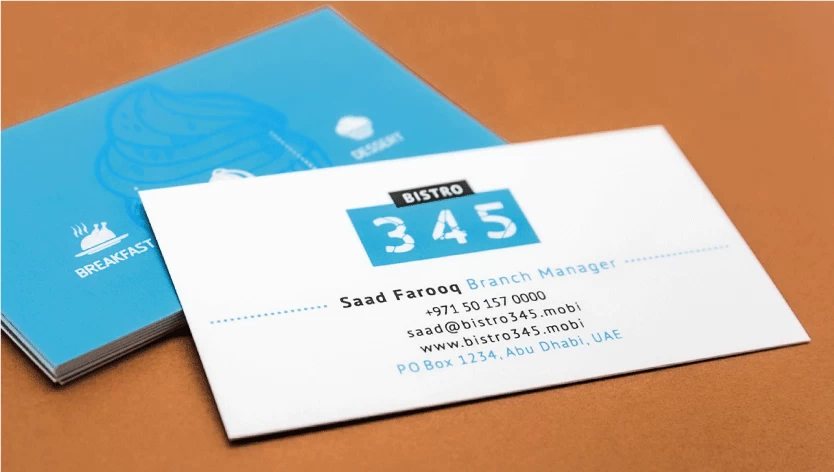 DESSERT
BREAKFAST
BISTRO
345
Saad Farooq Branch Manager
+971 50 157 0000
saad@bistro345.mobi
www.bistro345.mobi
PO Box 1234, Abu Dhabi, UAE